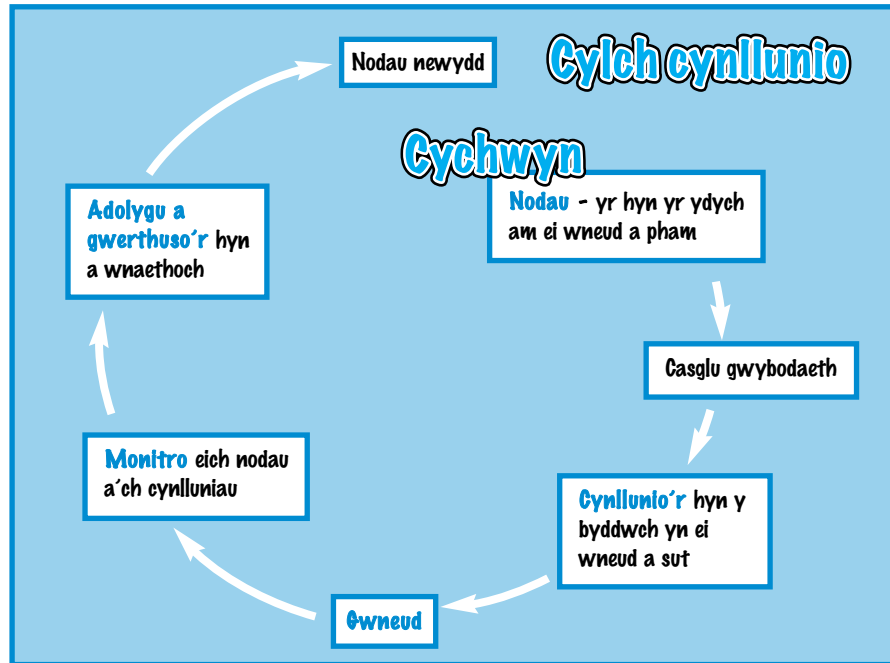 Cylch cynllunio
Cychwyn
Nodau - yr hyn yr ydych
am ei wneud a pham
Casglu gwybodaeth
Cynllunio'r hyn y
byddwch yn ei
wneud a sut
Gwneud
Monitro eich nodau
a'ch cynlluniau
Adolygu a
gwerthuso'r hyn
a wnaethoch
Nodau newydd